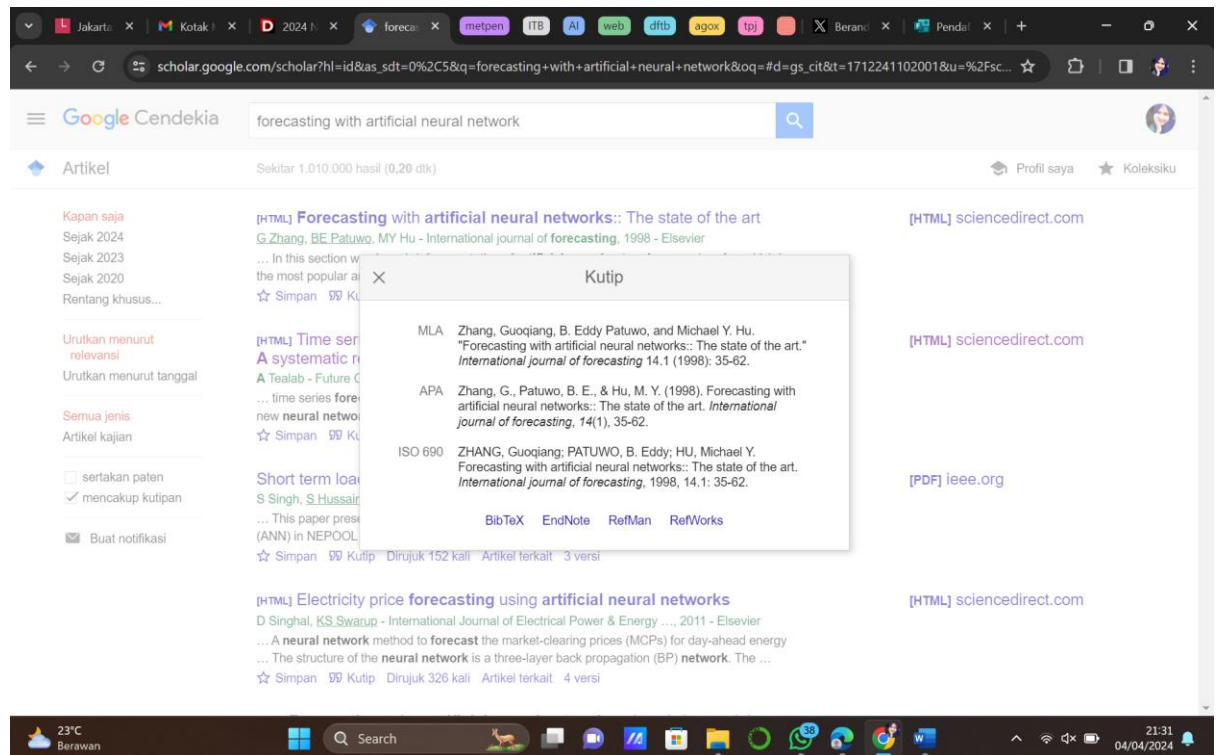 Jakarta
Kotak
2024 N
forecas
metpen
ITB
AI
web
dftb
agox
tpj
Berand
Pendaf
scholar.google.com/scholar?hl=id&as_sdt=0%2C5&q=forecasting+with+artificial+neural+network&oq=#d=gs_cit&t=1712241102001&u=%2Fsc...
Google Cendekia
forecasting with artificial neural network
Artikel
Sekitar 1.010.000 hasil (0,20 dtk)
Profil saya
Koleksiku
Kapan saja
Sejak 2024
Sejak 2023
Sejak 2020
Rentang khusus...
Urutkan menurut
relevansi
Urutkan menurut tanggal
Semua jenis
Artikel kajian
sertakan paten
mencakup kutipan
Buat notifikasi
[HTML] Forecasting with artificial neural networks:: The state of the art
G Zhang, BE Patuwo, MY Hu - International journal of forecasting, 1998 - Elsevier
… In this section w
the most popular a
Simpan Ku
[HTML] sciencedirect.com
[HTML] Time ser
A systematic r
A Tealab - Future C
… time series fore
new neural netwo
Simpan Ku
[HTML] sciencedirect.com
Short term loa
S Singh, S Hussain
… This paper prese
(ANN) in NEPOOL
Simpan Kutip Dirujuk 152 kali Artikel terkait 3 versi
[PDF] ieee.org
[HTML] Electricity price forecasting using artificial neural networks
D Singhal, KS Swarup - International Journal of Electrical Power & Energy …, 2011 - Elsevier
… A neural network method to forecast the market-clearing prices (MCPs) for day-ahead energy
… The structure of the neural network is a three-layer back propagation (BP) network. The …
Simpan Kutip Dirujuk 326 kali Artikel terkait 4 versi
[HTML] sciencedirect.com
Kutip
MLA
Zhang, Guoqiang, B. Eddy Patuwo, and Michael Y. Hu.
"Forecasting with artificial neural networks:: The state of the art."
International journal of forecasting 14.1 (1998): 35-62.
APA
Zhang, G., Patuwo, B. E., & Hu, M. Y. (1998). Forecasting with
artificial neural networks:: The state of the art. International
journal of forecasting, 14(1), 35-62.
ISO 690
ZHANG, Guoqiang; PATUWO, B. Eddy; HU, Michael Y.
Forecasting with artificial neural networks:: The state of the art.
International journal of forecasting, 1998, 14.1: 35-62.
BibTeX EndNote RefMan RefWorks
23°C
Berawan
Search
38
21:31
04/04/2024